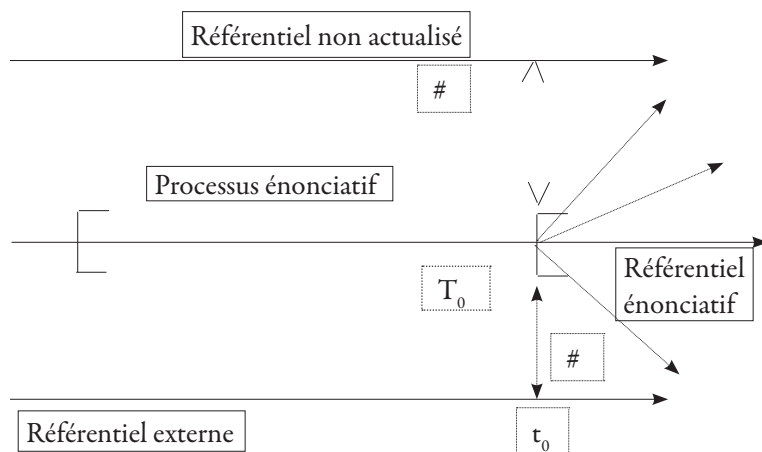 Référentiel non actualisé
#
Processus énonciatif
Référentiel
énonciatif
T₀
#
Référentiel externe
t₀